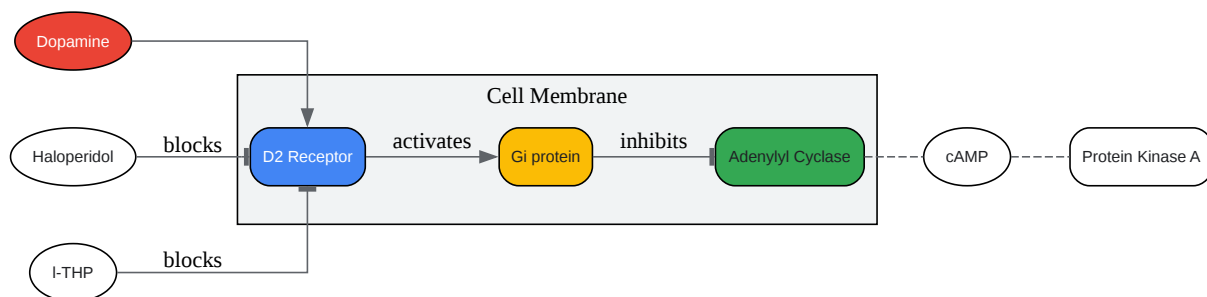 Dopamine
Cell Membrane
Haloperidol
blocks
D2 Receptor
activates
Gi protein
inhibits
Adenylyl Cyclase
cAMP
Protein Kinase A
l-THP
blocks